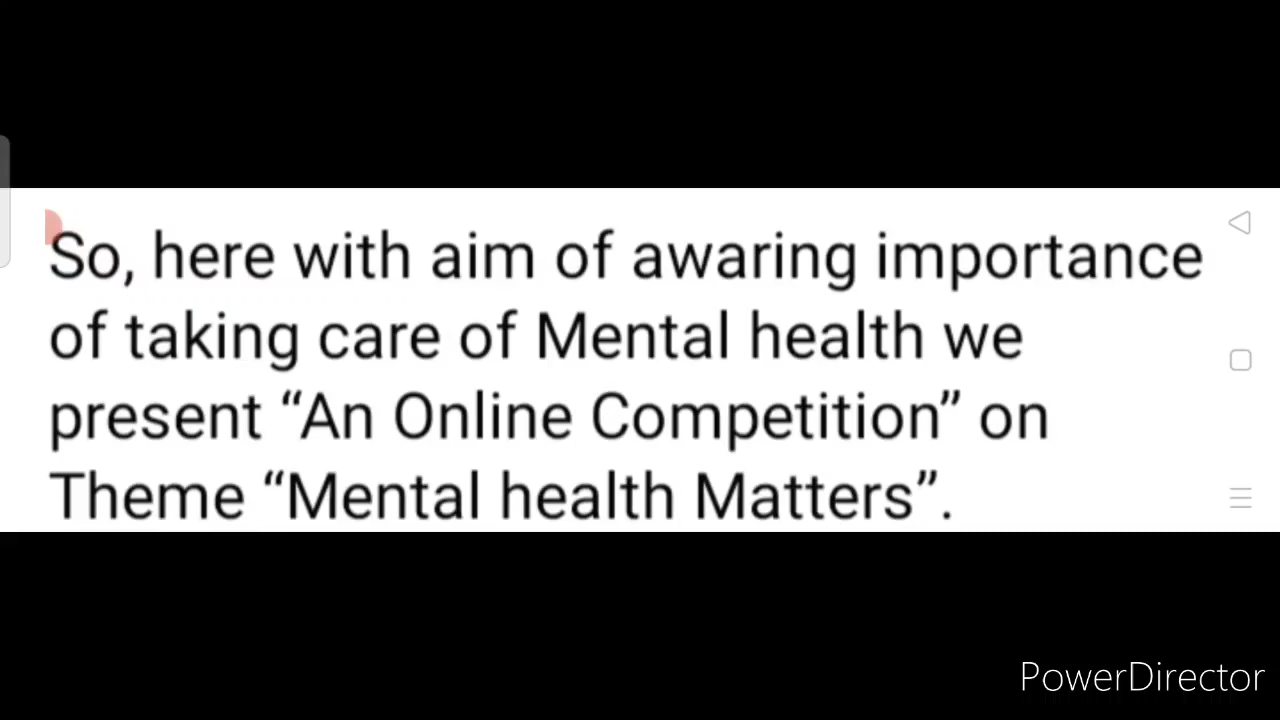 So, here with aim of awaring importance
of taking care of Mental health we
present “An Online Competition” on
Theme “Mental health Matters”.
PowerDirector